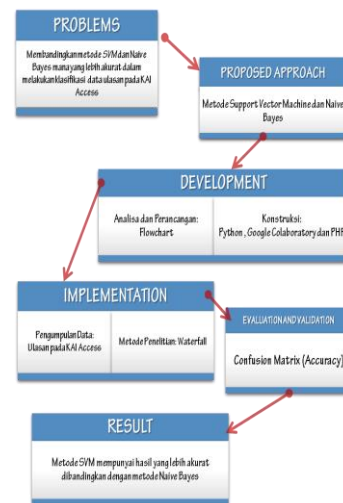 PROBLEMS
Membandingkan metode SVM dan Naive
Bayes mana yang lebih akurat dalam
melakukan klasifikasi data ulasan pada KAI
Access
PROPOSED APPROACH
Metode Support Vector Machine dan Naive
Bayes
DEVELOPMENT
Analisa dan Perancangan:
Flowchart
Konstruksi:
Python , Google Colaboratory dan PHP
IMPLEMENTATION
Pengumpulan Data:
Ulasan pada KAI Access
Metode Penelitian: Waterfall
EVALUATION AND VALIDATION
Confusion Matrix (Accuracy)
RESULT
Metode SVM mempunyai hasil yang lebih akurat
dibandingkan dengan metode Naive Bayes